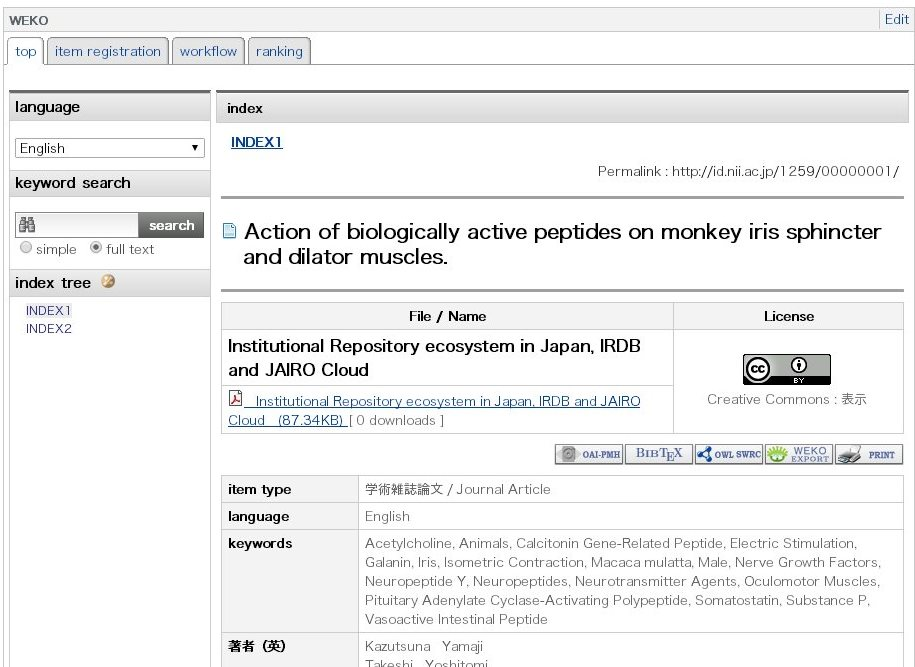 WEKO
Edit
top
item registration
workflow
ranking
language
English
keyword search
search
simple
full text
index tree
INDEX1
INDEX2
index
INDEX1
Permalink : http://id.nii.ac.jp/1259/00000001/
Action of biologically active peptides on monkey iris sphincter
and dilator muscles.
File / Name
License
Institutional Repository ecosystem in Japan, IRDB
and JAIRO Cloud
Institutional Repository ecosystem in Japan, IRDB and JAIRO
Cloud (87.34KB) [ 0 downloads ]
cc BY
Creative Commons : 表示
OAI-PMH
BIBTEX
OWL SWRC
WEKO
EXPORT
PRINT
item type
学術雑誌論文 / Journal Article
language
English
keywords
Acetylcholine, Animals, Calcitonin Gene-Related Peptide, Electric Stimulation,
Galanin, Iris, Isometric Contraction, Macaca mulatta, Male, Nerve Growth Factors,
Neuropeptide Y, Neuropeptides, Neurotransmitter Agents, Oculomotor Muscles,
Pituitary Adenylate Cyclase-Activating Polypeptide, Somatostatin, Substance P,
Vasoactive Intestinal Peptide
著者（英）
Kazutsuna Yamaji
Takeshi Yoshitomi